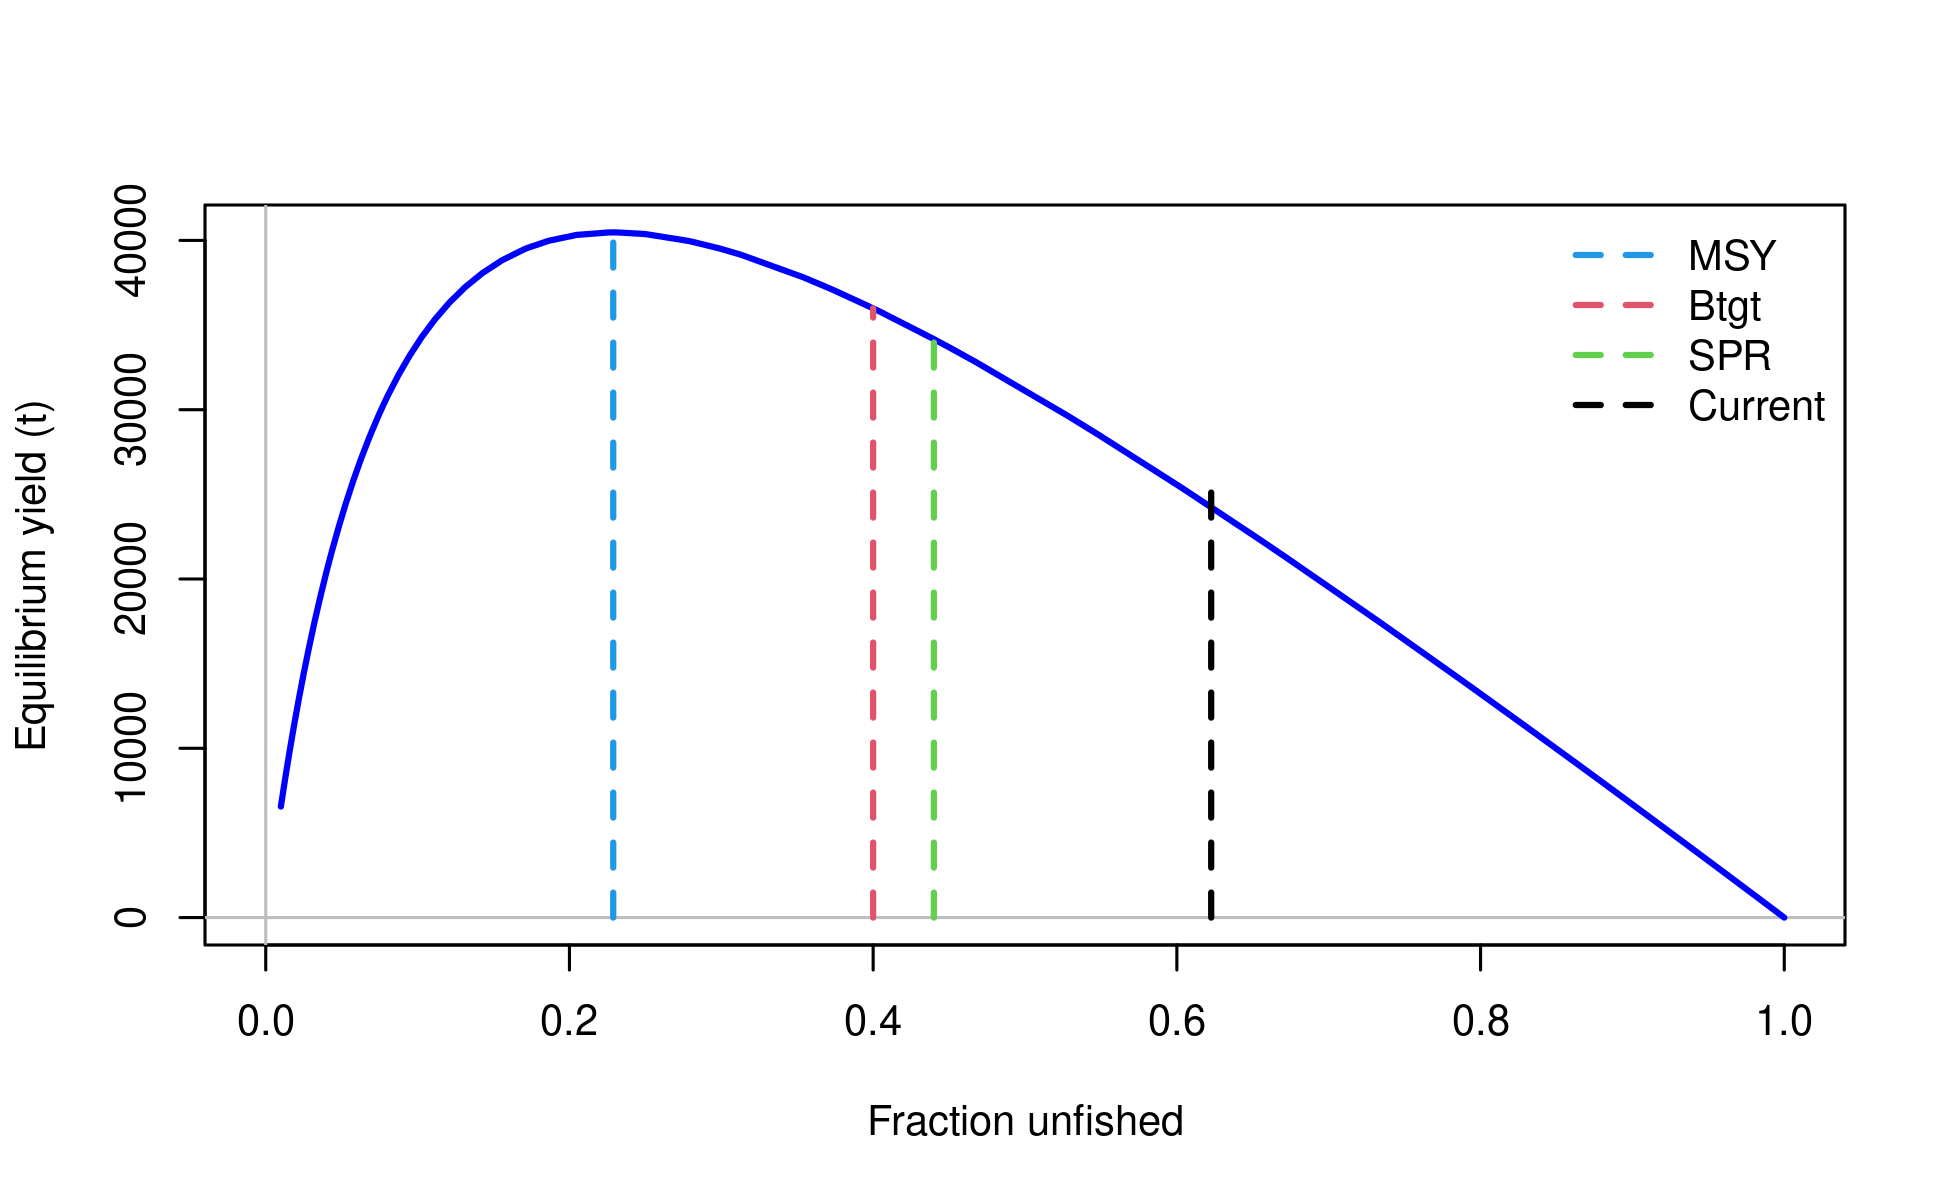 MSY
Btgt
SPR
Current
Equilibrium yield (t)
40000
30000
20000
10000
0
0.0 0.2 0.4 0.6 0.8 1.0
Fraction unfished